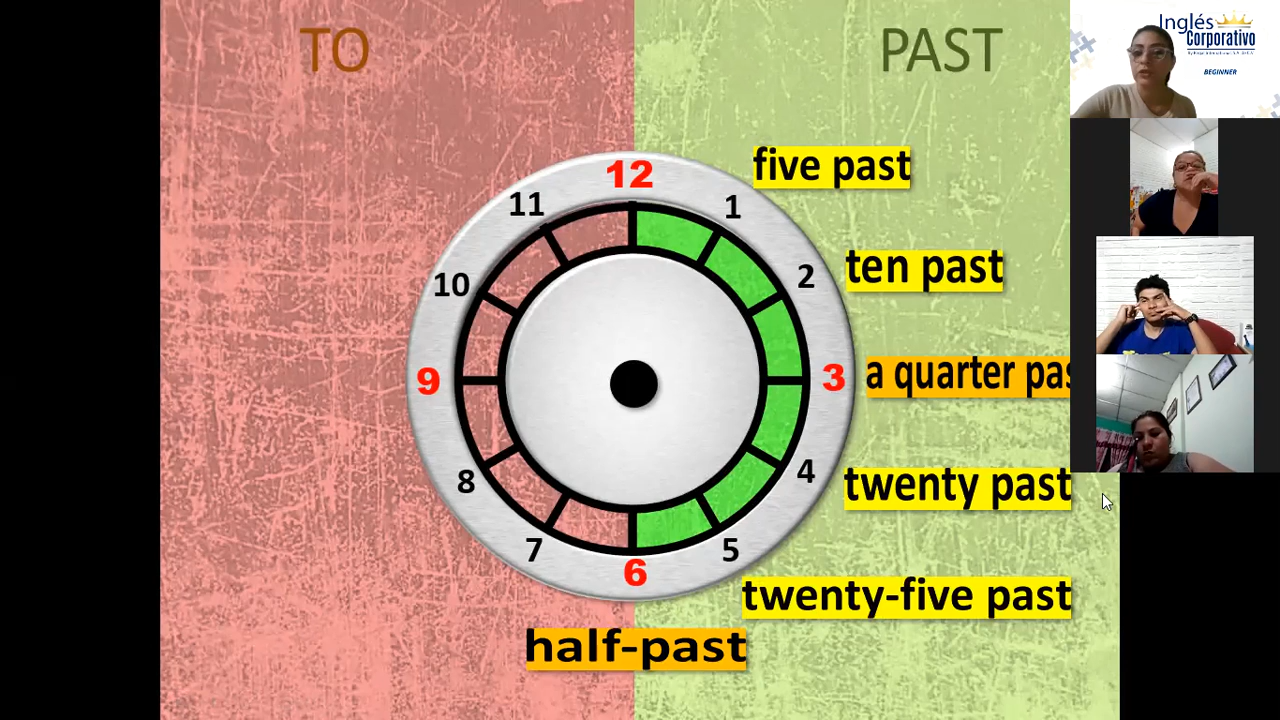 TO
PAST
Inglés
Corporativo
BEGINNER
five past
12
11
1
ten past
10
2
a quarter pas
9
3
twenty past
8
4
7
5
6
twenty-five past
half-past